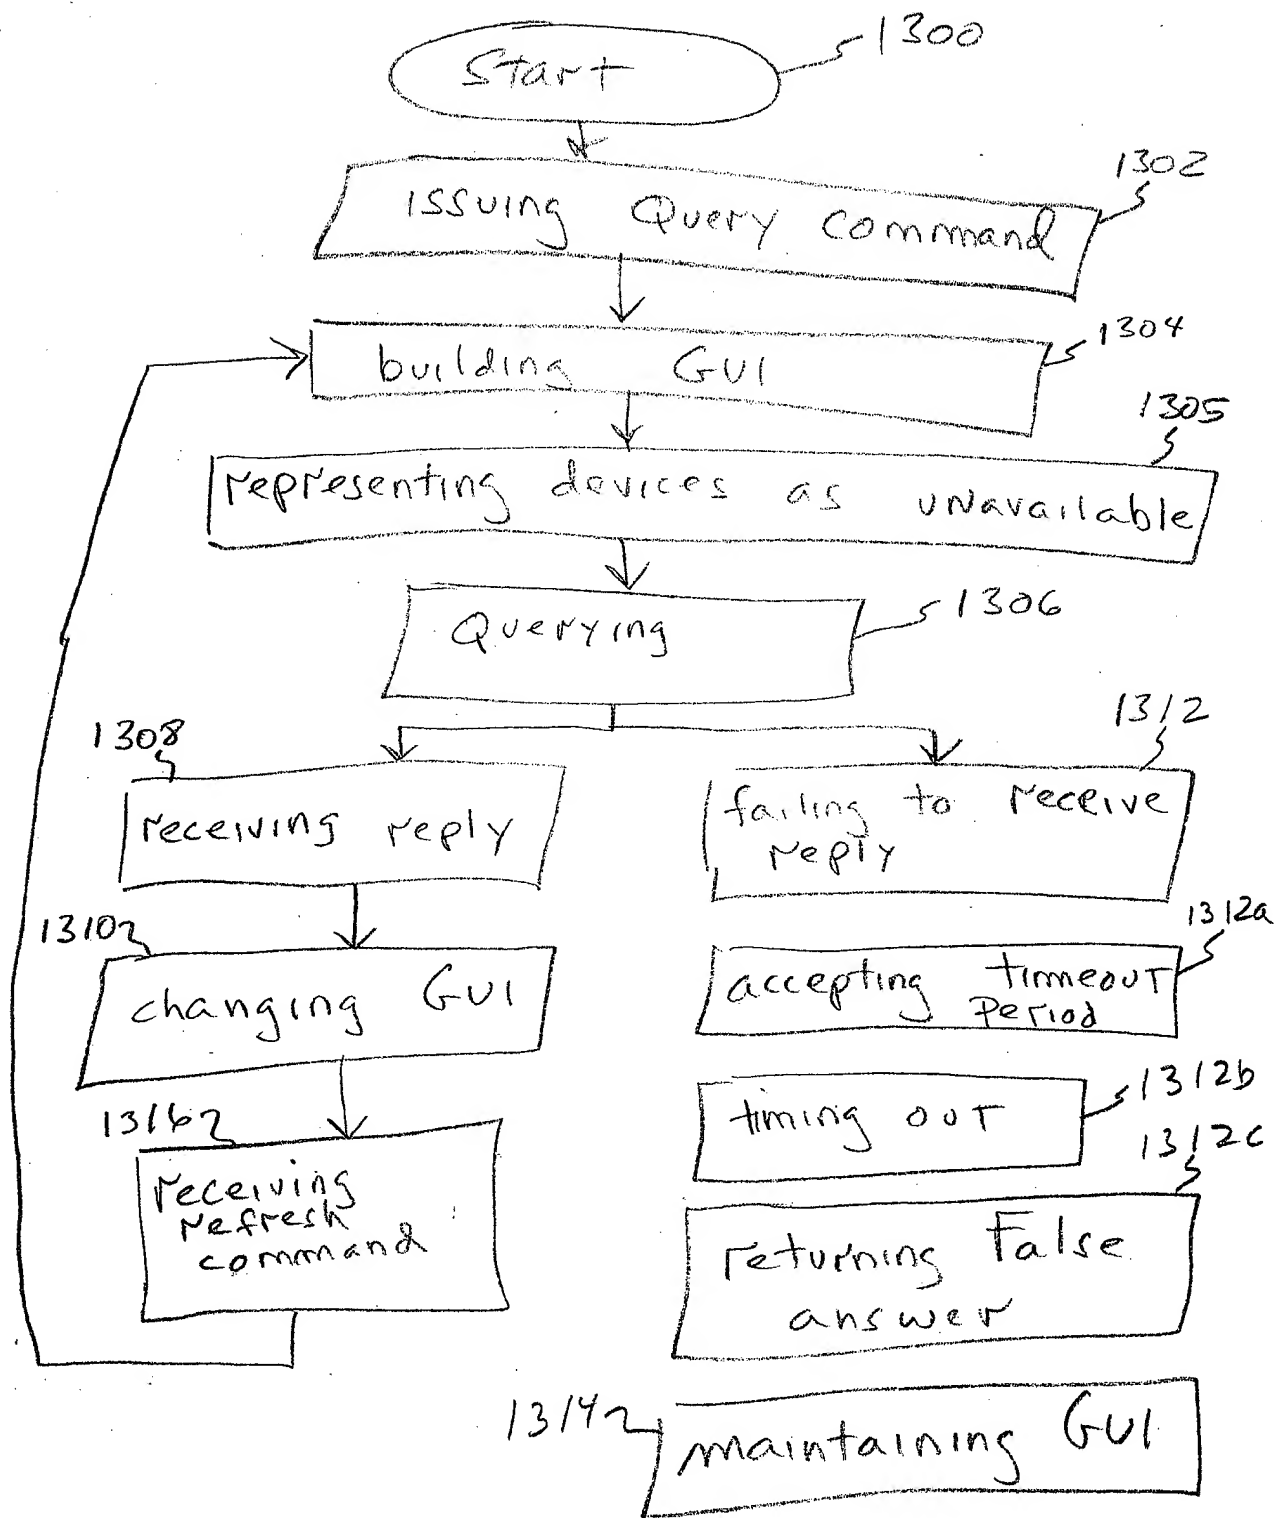 1300
Start
1302
issuing Query command
1304
building GUI
1305
representing devices as unavailable
1306
Querying
1308
receiving reply
1312
failing to receive
reply
1310
changing GUI
1312a
accepting timeout
Period
1316
receiving
refresh
command
1312b
timing out
1312c
returning False
answer
1314
maintaining GUI